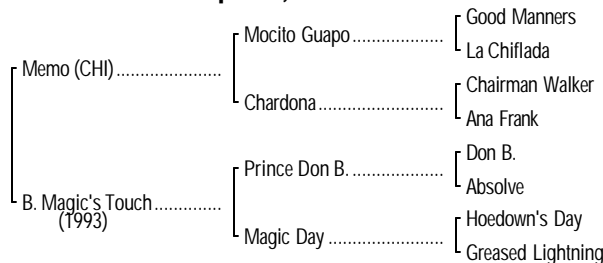 Good Manners
Mocito Guapo
La Chiflada
Memo (CHI)
Chairman Walker
Chardona
Ana Frank
Don B.
Prince Don B.
Absolve
B. Magic's Touch
(1993)
Hoedown's Day
Magic Day
Greased Lightning